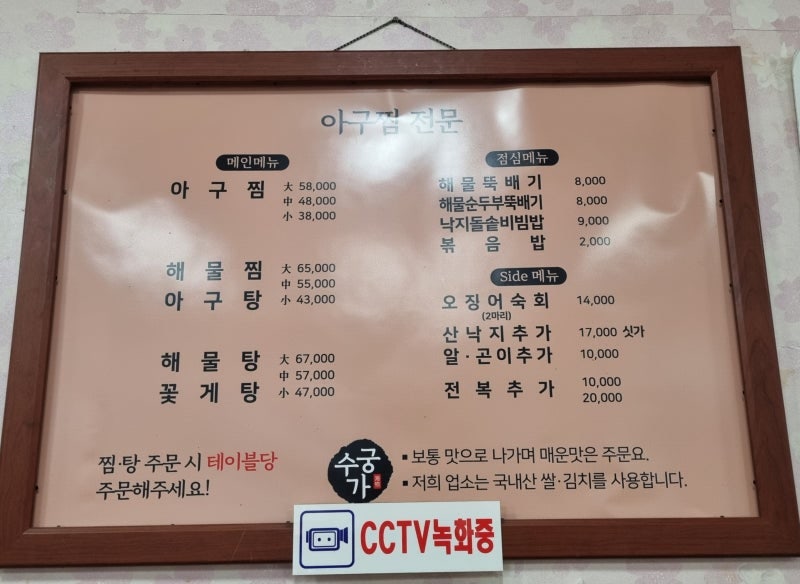 아구찜 전문
메인메뉴
아구찜 大 58,000
中 48,000
小 38,000
해물찜 大 65,000
中 55,000
아구탕 小 43,000
해물탕 大 67,000
中 57,000
꽃게탕 小 47,000
점심메뉴
해물뚝배기 8,000
해물순두부뚝배기 8,000
낙지돌솥비빔밥 9,000
볶음밥 2,000
Side 메뉴
오징어숙회 14,000
(2마리)
산낙지추가 17,000 싯가
알·곤이추가 10,000
전복추가 10,000
20,000
찜·탕 주문 시 테이블당
주문해주세요!
수궁
가
▪ 보통 맛으로 나가며 매운맛은 주문요.
▪ 저희 업소는 국내산 쌀·김치를 사용합니다.
CCTV녹화중